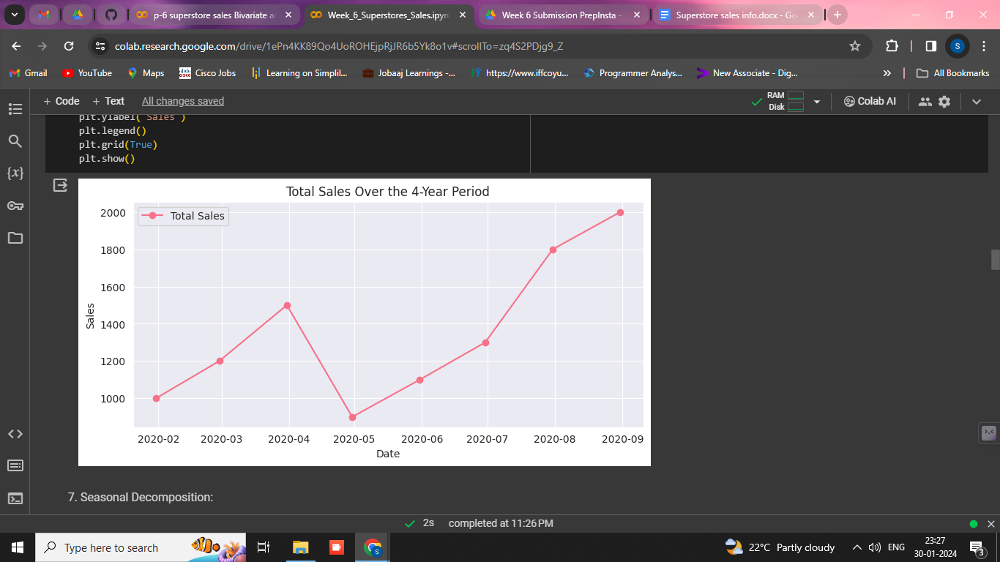 p-6 superstore sales Bivariate a
Week_6_Superstores_Sales.ipyn
Week 6 Submission PrepInsta -
Superstore sales info.docx - Go
colab.research.google.com/drive/1ePn4KK89Qo4UoROHEjpRjJR6b5Yk8o1v#scrollTo=zq4S2PDjg9_Z
S
Gmail
YouTube
Maps
Cisco Jobs
Learning on Simplil...
Jobaaj Learnings -...
https://www.iffcoyu...
Programmer Analys...
New Associate - Dig...
»
All Bookmarks
+ Code + Text All changes saved
RAM
Disk
Colab AI
plt.ylabel('Sales')
plt.legend()
plt.grid(True)
plt.show()
{x}
Total Sales Over the 4-Year Period
Total Sales
2000
1800
1600
1400
1200
1000
Sales
2020-02 2020-03 2020-04 2020-05 2020-06 2020-07 2020-08 2020-09
Date
7. Seasonal Decomposition:
2s completed at 11:26 PM
Type here to search
22°C Partly cloudy
ENG
23:27
30-01-2024
3